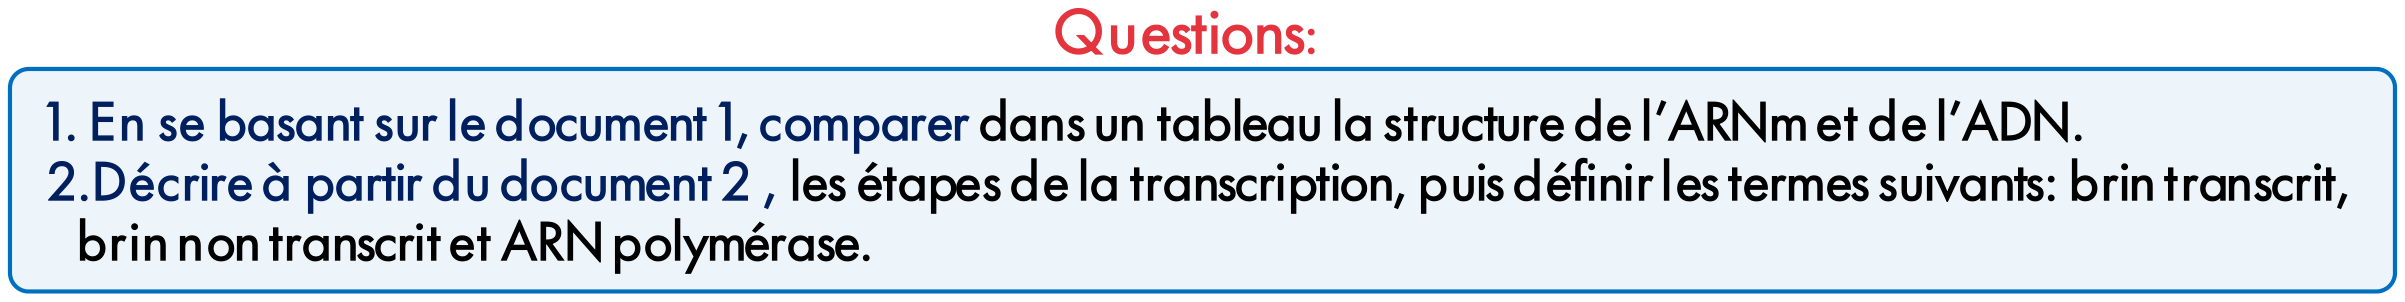 Questions:
1. En se basant sur le document 1, comparer dans un tableau la structure de l’ARNm et de l’ADN.
2.Décrire à partir du document 2 , les étapes de la transcription, puis définir les termes suivants: brin transcrit,
brin non transcrit et ARN polymérase.